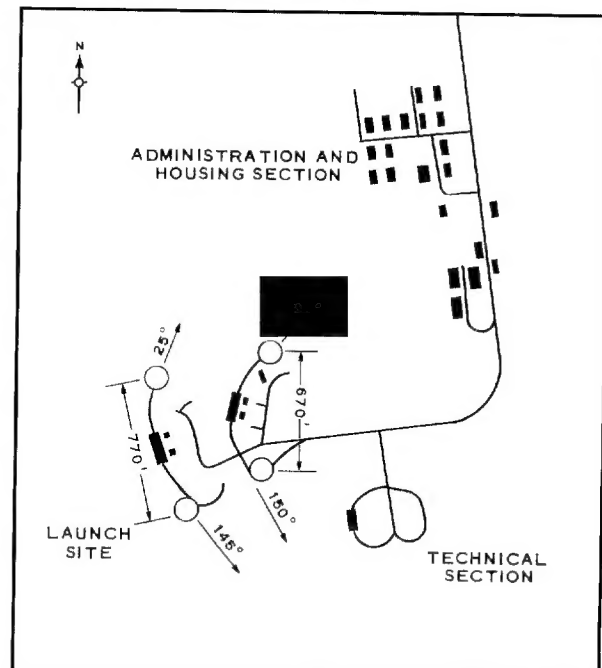 N
ADMINISTRATION AND
HOUSING SECTION
25°
670'
770'
150°
145°
LAUNCH
SITE
TECHNICAL
SECTION